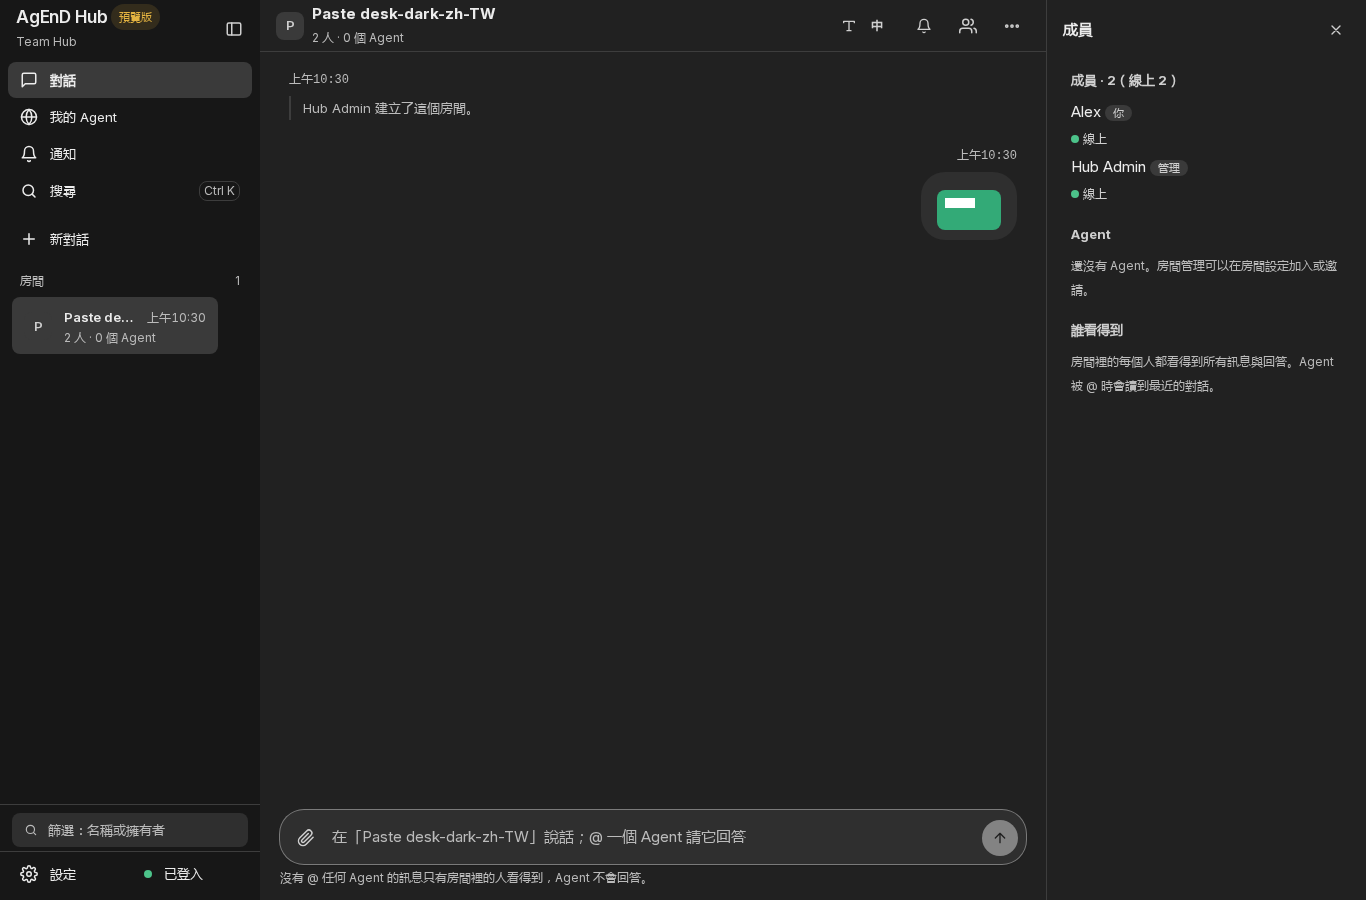 AgEnD Hub 預覽版
Team Hub
對話
我的 Agent
通知
搜尋 Ctrl K
新對話
房間 1
P Paste de... 上午10:30
2 人 · 0 個 Agent
篩選：名稱或擁有者
設定 已登入
P Paste desk-dark-zh-TW
2 人 · 0 個 Agent
中
上午10:30
Hub Admin 建立了這個房間。
上午10:30
在「Paste desk-dark-zh-TW」說話；@ 一個 Agent 請它回答
沒有 @ 任何 Agent 的訊息只有房間裡的人看得到，Agent 不會回答。
成員
成員 · 2（線上 2）
Alex 你
線上
Hub Admin 管理
線上
Agent
還沒有 Agent。房間管理可以在房間設定加入或邀
請。
誰看得到
房間裡的每個人都看得到所有訊息與回答。Agent
被 @ 時會讀到最近的對話。